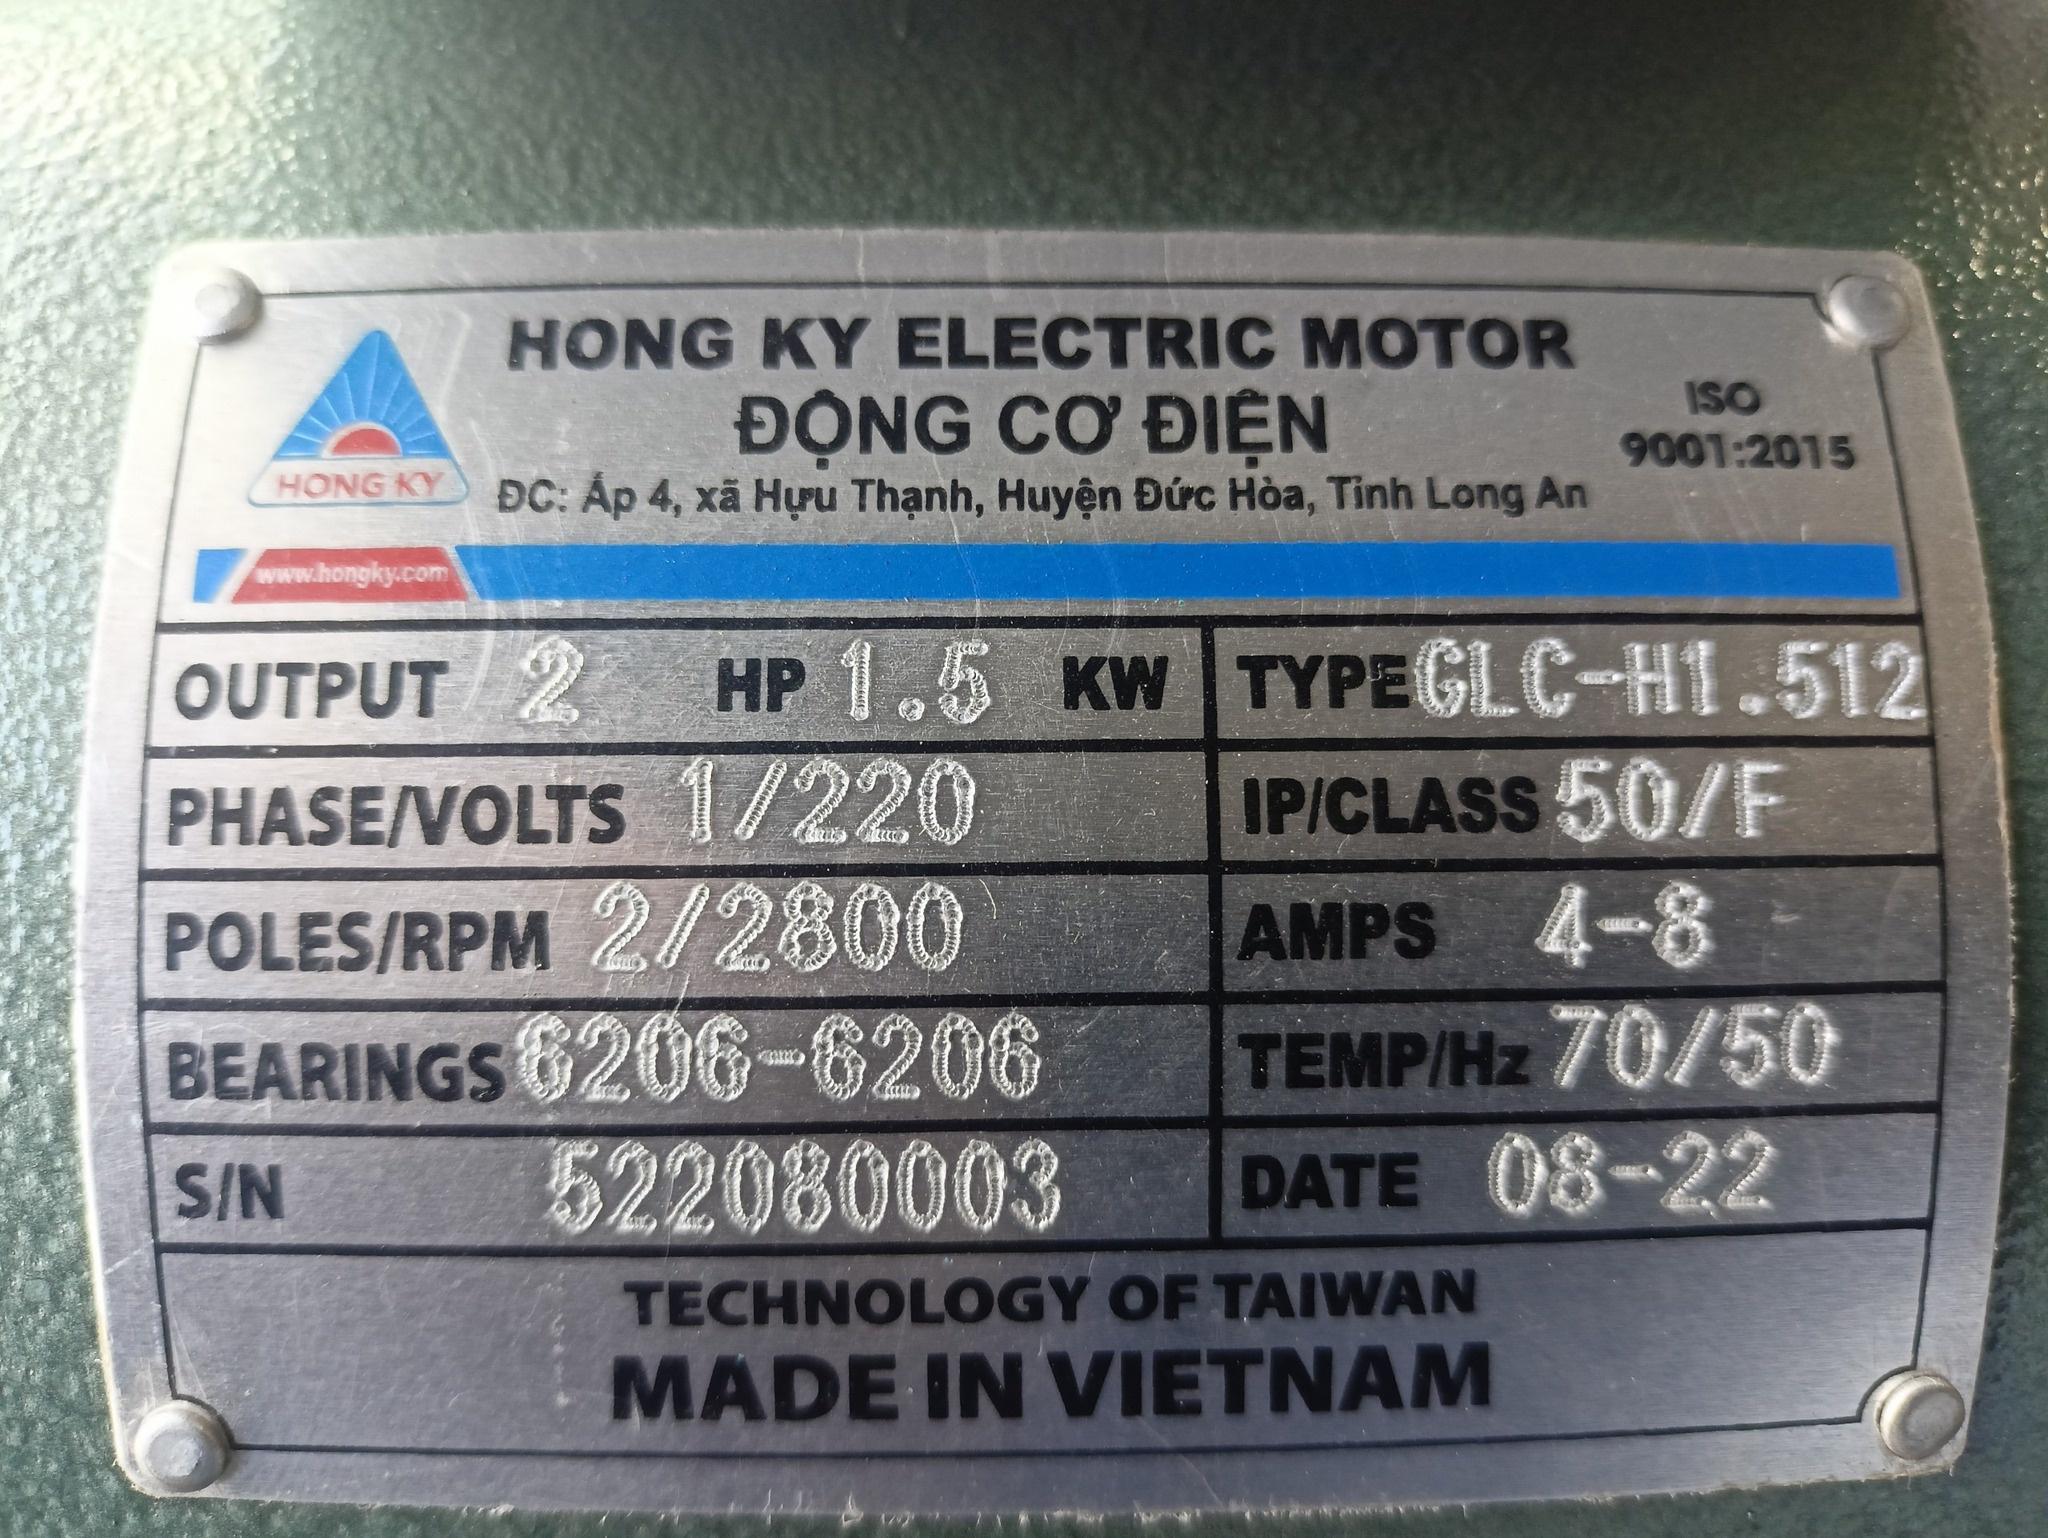 HONG KY ELECTRIC MOTOR
ĐỘNG CƠ ĐIỆN
ISO
9001:2015
HONG KY
ĐC: Ấp 4, xã Hựu Thạnh, Huyện Đức Hòa, Tỉnh Long An
www.hongky.com
OUTPUT 2 HP 1.5 KW TYPE GLC-H1.512
PHASE/VOLTS 1/220 IP/CLASS 50/F
POLES/RPM 2/2800 AMPS 4-8
BEARINGS 6206-6206 TEMP/Hz 70/50
S/N 522080003 DATE 08-22
TECHNOLOGY OF TAIWAN
MADE IN VIETNAM